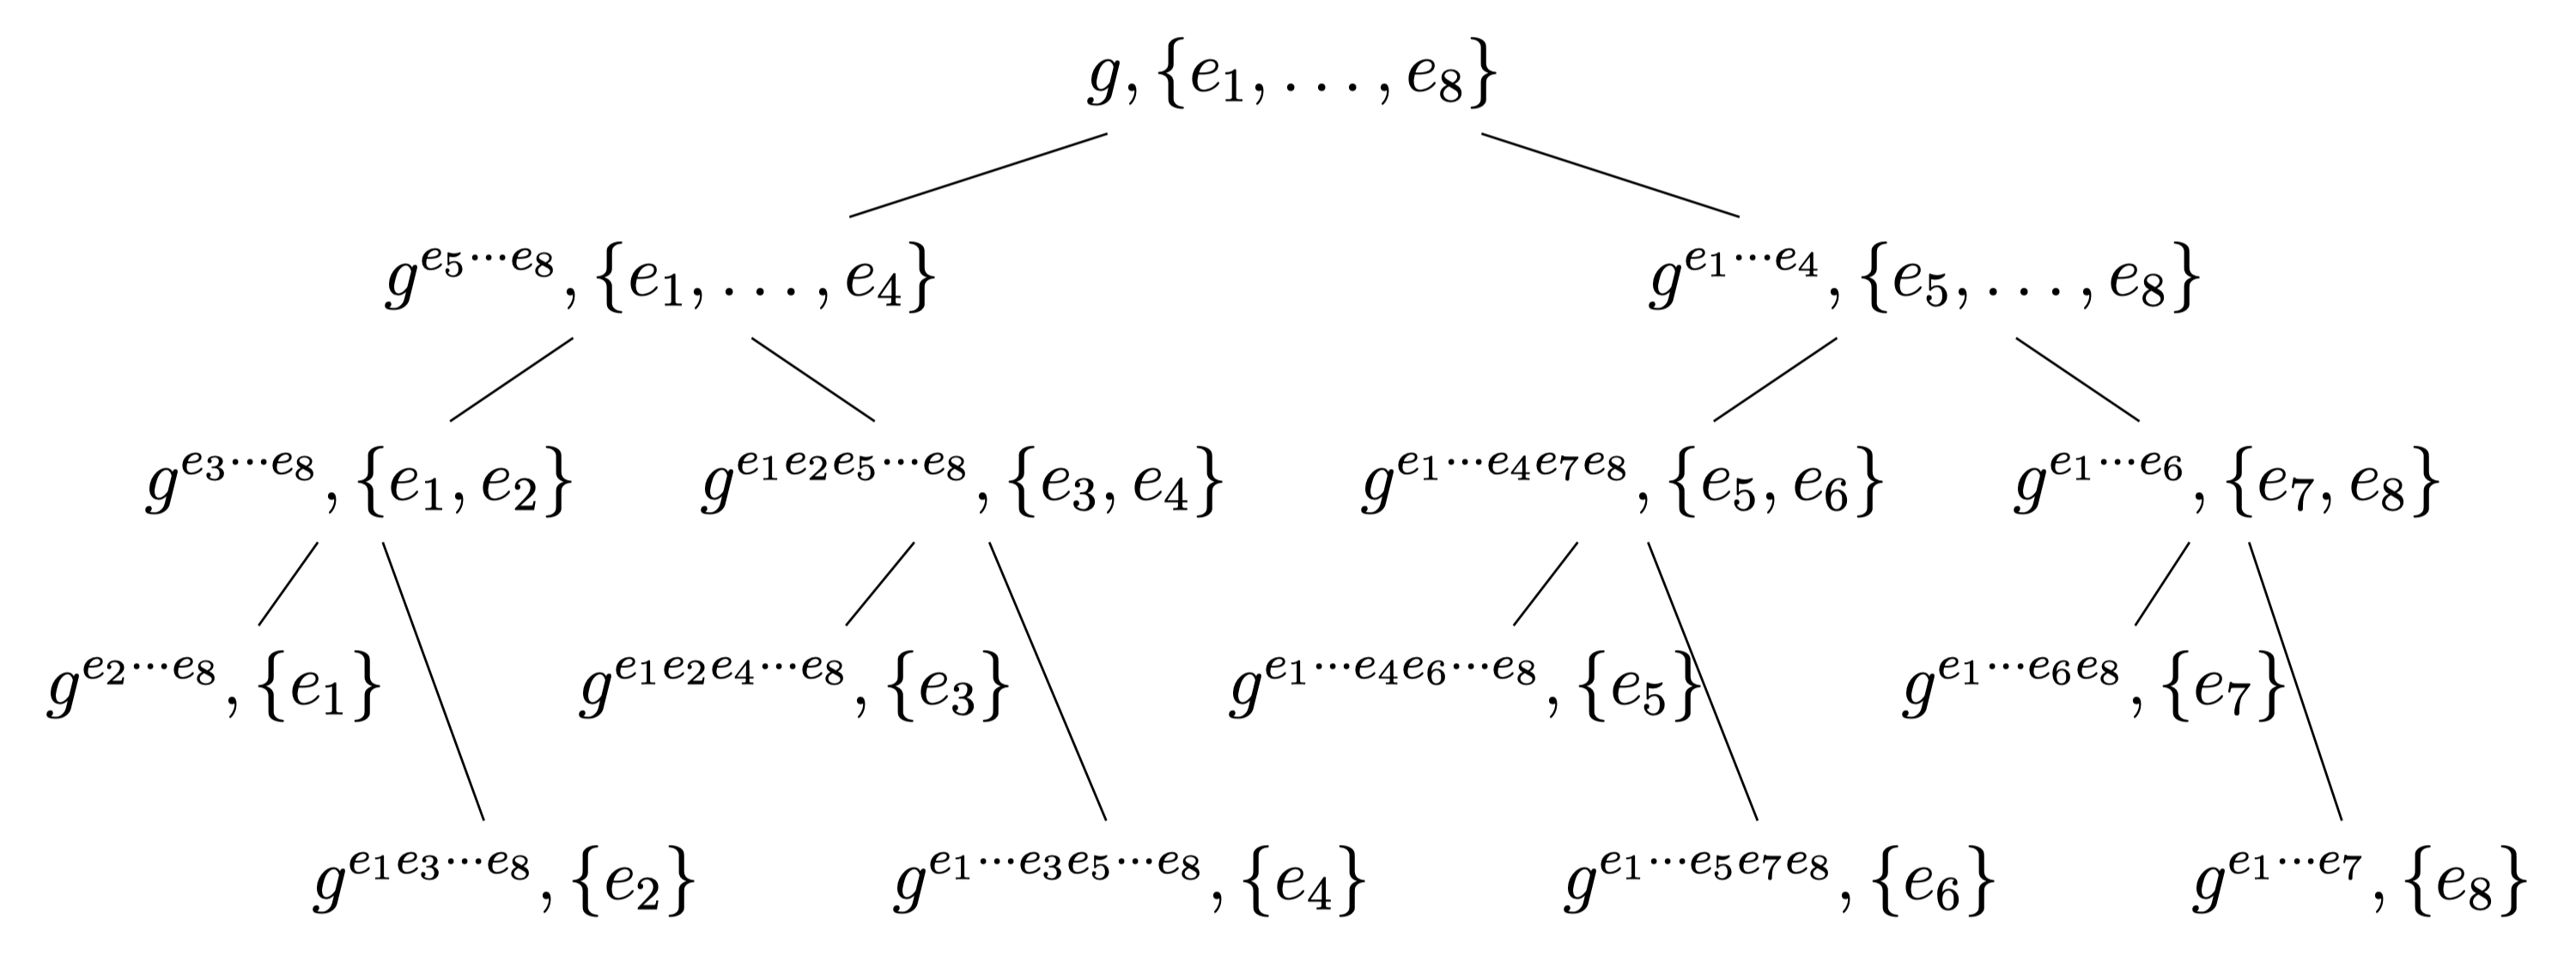 $g, \{e_1, \ldots, e_8\}$
$g^{e_5 \cdots e_8}, \{e_1, \ldots, e_4\}$ $g^{e_1 \cdots e_4}, \{e_5, \ldots, e_8\}$
$g^{e_3 \cdots e_8}, \{e_1, e_2\}$ $g^{e_1 e_2 e_5 \cdots e_8}, \{e_3, e_4\}$ $g^{e_1 \cdots e_4 e_7 e_8}, \{e_5, e_6\}$ $g^{e_1 \cdots e_6}, \{e_7, e_8\}$
$g^{e_2 \cdots e_8}, \{e_1\}$ $g^{e_1 e_2 e_4 \cdots e_8}, \{e_3\}$ $g^{e_1 \cdots e_4 e_6 \cdots e_8}, \{e_5\}$ $g^{e_1 \cdots e_6 e_8}, \{e_7\}$
$g^{e_1 e_3 \cdots e_8}, \{e_2\}$ $g^{e_1 \cdots e_3 e_5 \cdots e_8}, \{e_4\}$ $g^{e_1 \cdots e_5 e_7 e_8}, \{e_6\}$ $g^{e_1 \cdots e_7}, \{e_8\}$